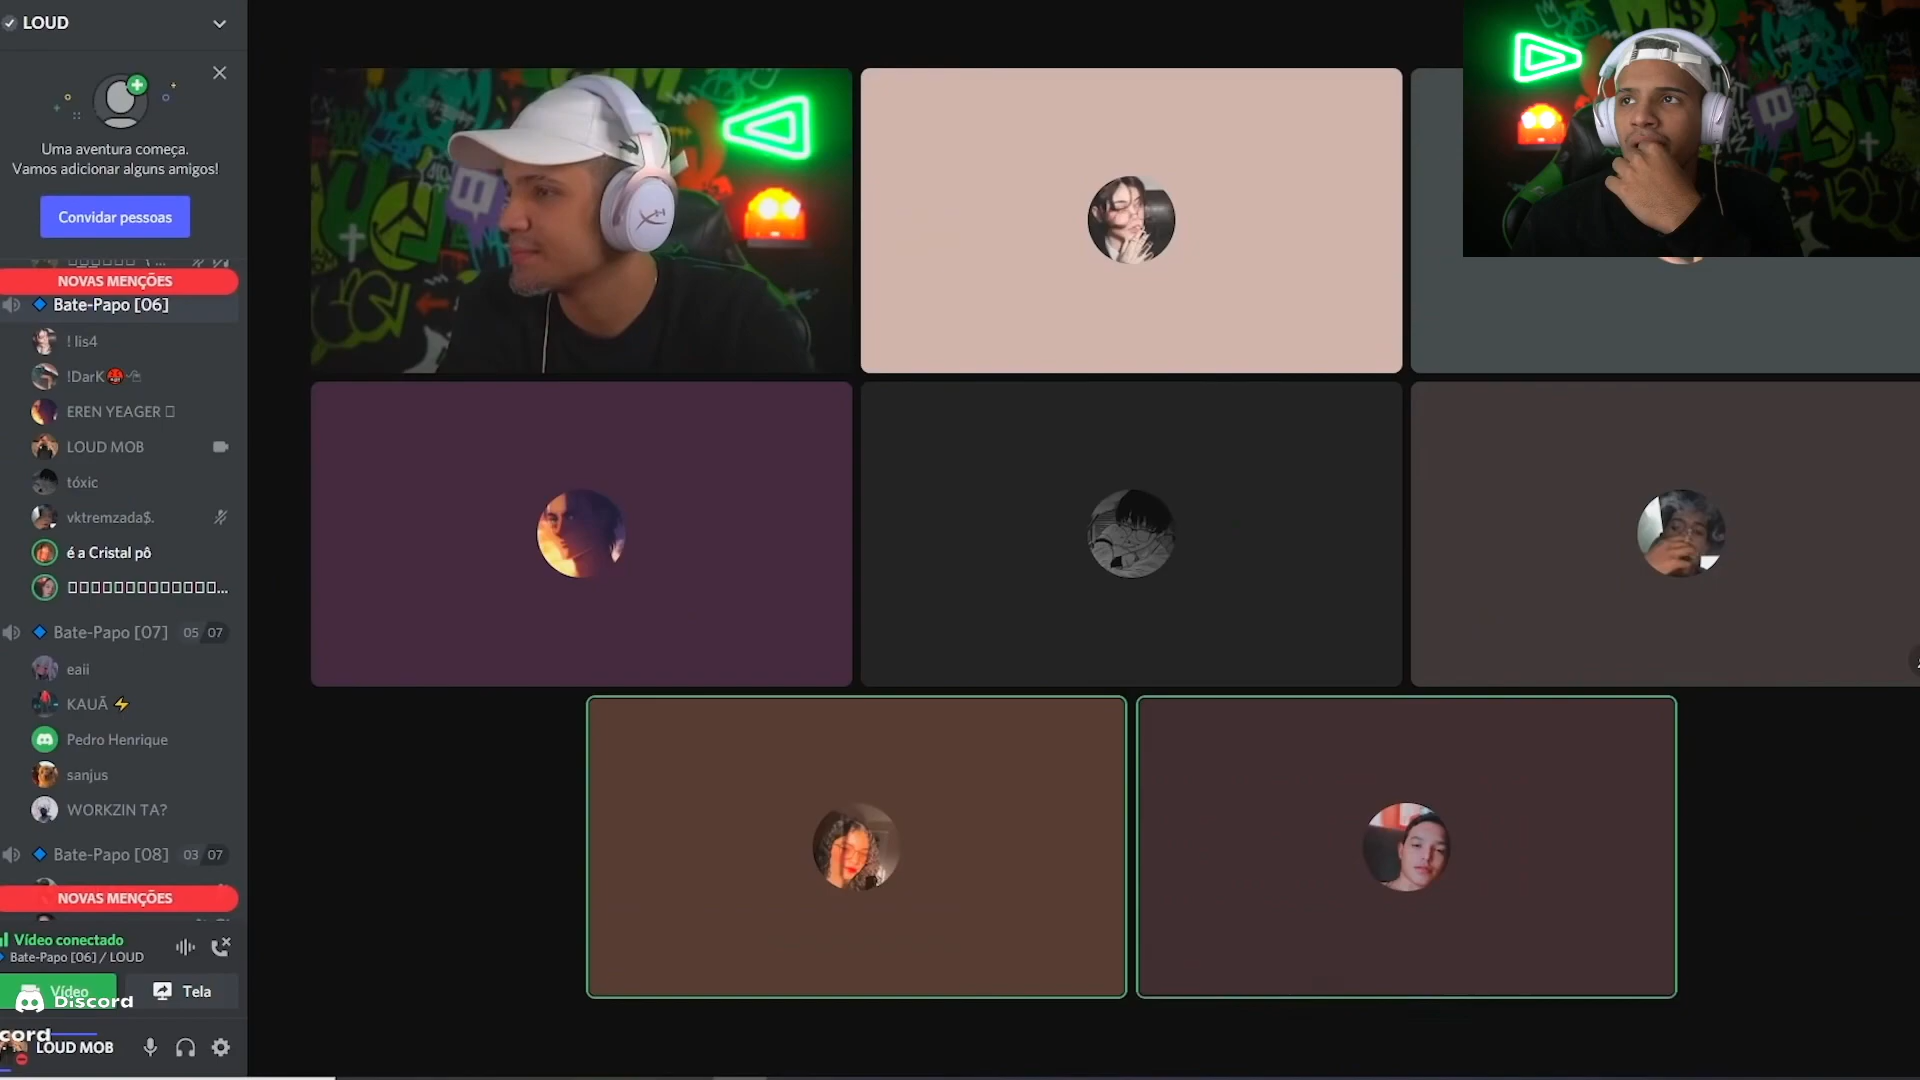 LOUD
Uma aventura começa.
Vamos adicionar alguns amigos!
Convidar pessoas
NOVAS MENÇÕES
Bate-Papo [06]
! lis4
!DarK
EREN YEAGER
LOUD MOB
tóxic
vktremzada$.
é a Cristal pô
Bate-Papo [07] 05 07
eaii
KAUÃ ⚡
Pedro Henrique
sanjus
WORKZIN TA?
Bate-Papo [08] 03 07
NOVAS MENÇÕES
Vídeo conectado
Bate-Papo [06] / LOUD
Vídeo
Tela
Discord
cord
LOUD MOB